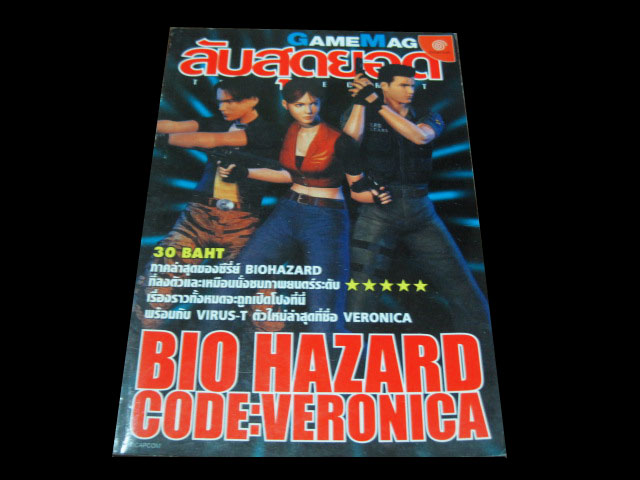 GAMEMAG
ลับสุดยอด
30 BAHT
ภาคล่าสุดของซีรี่ย์ BIOHAZARD
ที่ลงตัวและเหมือนนั่งชมภาพยนตร์ระดับ ★★★★★
เรื่องราวทั้งหมดจะถูกเปิดโปงที่นี่
พร้อมกับ VIRUS-T ตัวใหม่ล่าสุดที่ชื่อ VERONICA
BIO HAZARD
CODE:VERONICA
CAPCOM